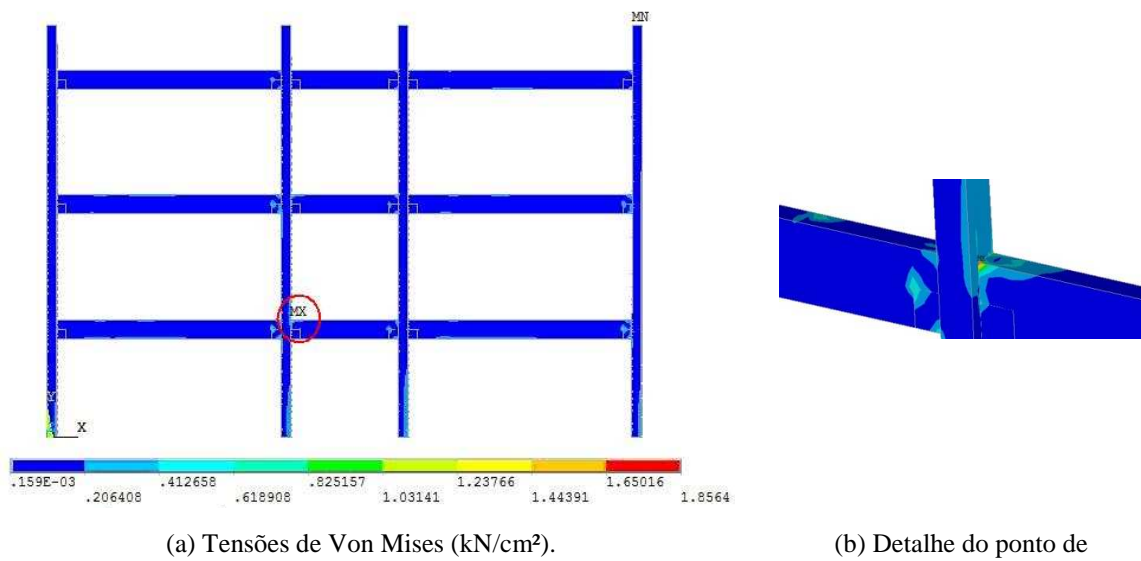 MN
MX
Y
X
.159E-03 .412658 .825157 1.23766 1.65016
.206408 .618908 1.03141 1.44391 1.8564
(a) Tensões de Von Mises (kN/cm²). (b) Detalhe do ponto de